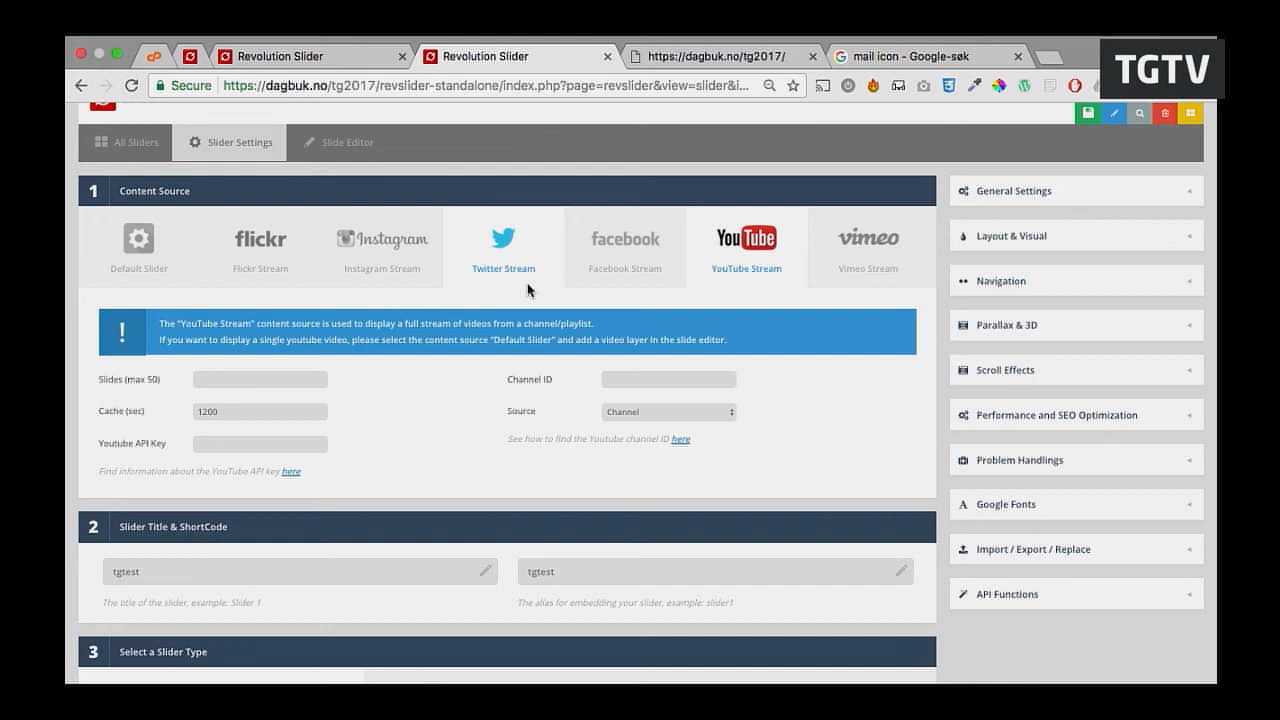 Revolution Slider
Revolution Slider
https://dagbuk.no/tg2017/
mail icon - Google-søk
TGTV
Secure
https://dagbuk.no/tg2017/revslider-standalone/index.php?page=revslider&view=slider&i...
All Sliders
Slider Settings
Slide Editor
1 Content Source
flickr
Instagram
facebook
YouTube
vimeo
Default Slider
Flickr Stream
Instagram Stream
Twitter Stream
Facebook Stream
YouTube Stream
Vimeo Stream
! The "YouTube Stream" content source is used to display a full stream of videos from a channel/playlist.
If you want to display a single youtube video, please select the content source "Default Slider" and add a video layer in the slide editor.
Slides (max 50)
Channel ID
Cache (sec) 1200
Source Channel
Youtube API Key
See how to find the Youtube channel ID here
Find information about the YouTube API key here
2 Slider Title & ShortCode
tgtest
tgtest
The title of the slider, example: Slider 1
The alias for embedding your slider, example: slider1
3 Select a Slider Type
General Settings
Layout & Visual
Navigation
Parallax & 3D
Scroll Effects
Performance and SEO Optimization
Problem Handlings
A Google Fonts
Import / Export / Replace
API Functions